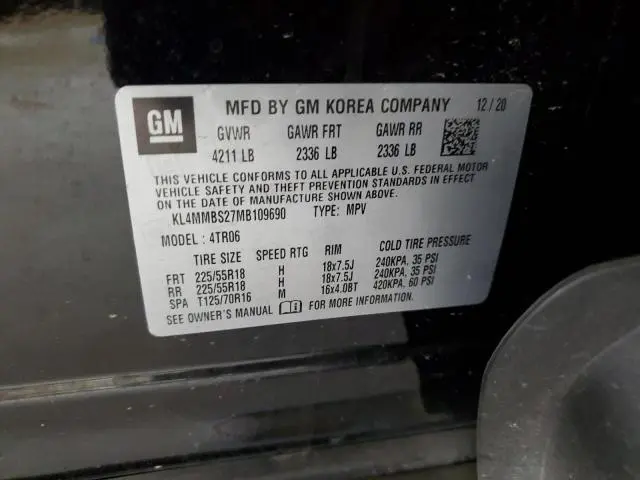 GM
MFD BY GM KOREA COMPANY 12/20
GVWR GAWR FRT GAWR RR
4211 LB 2336 LB 2336 LB
THIS VEHICLE CONFORMS TO ALL APPLICABLE U.S. FEDERAL MOTOR
VEHICLE SAFETY AND THEFT PREVENTION STANDARDS IN EFFECT
ON THE DATE OF MANUFACTURE SHOWN ABOVE.
KL4MMBS27MB109690 TYPE: MPV
MODEL: 4TR06
TIRE SIZE SPEED RTG RIM COLD TIRE PRESSURE
FRT 225/55R18 H 18x7.5J 240KPA, 35 PSI
RR 225/55R18 H 18x7.5J 240KPA, 35 PSI
SPA T125/70R16 M 16x4.0BT 420KPA, 60 PSI
SEE OWNER'S MANUAL FOR MORE INFORMATION.